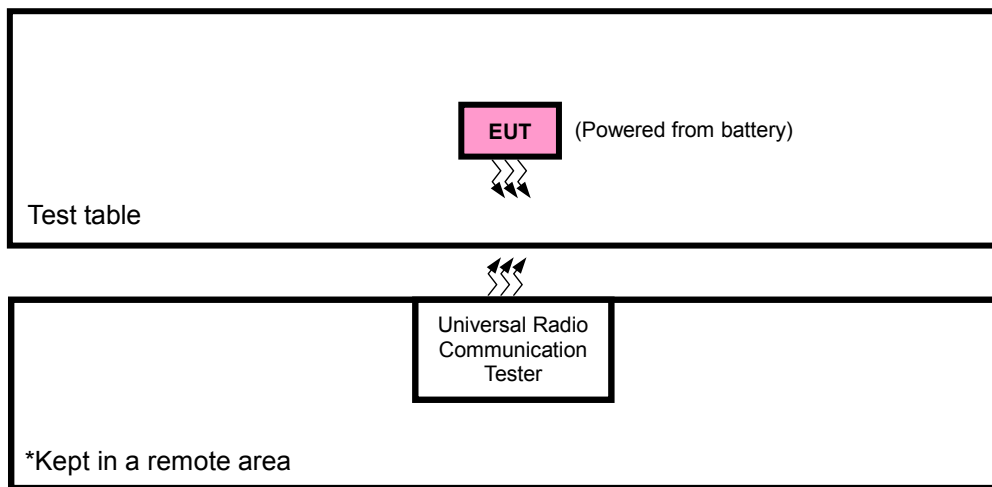 EUT
(Powered from battery)
Test table
Universal Radio
Communication
Tester
*Kept in a remote area